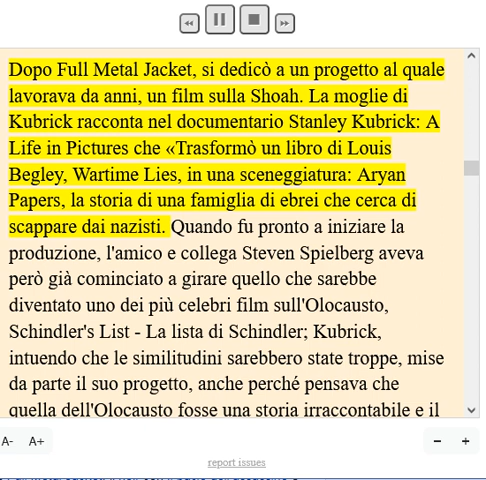 Dopo Full Metal Jacket, si dedicò a un progetto al quale
lavorava da anni, un film sulla Shoah. La moglie di
Kubrick racconta nel documentario Stanley Kubrick: A
Life in Pictures che «Trasformò un libro di Louis
Begley, Wartime Lies, in una sceneggiatura: Aryan
Papers, la storia di una famiglia di ebrei che cerca di
scappare dai nazisti. Quando fu pronto a iniziare la
produzione, l'amico e collega Steven Spielberg aveva
però già cominciato a girare quello che sarebbe
diventato uno dei più celebri film sull'Olocausto,
Schindler's List - La lista di Schindler; Kubrick,
intuendo che le similitudini sarebbero state troppe, mise
da parte il suo progetto, anche perché pensava che
quella dell'Olocausto fosse una storia irraccontabile e il
A- A+ − +
report issues